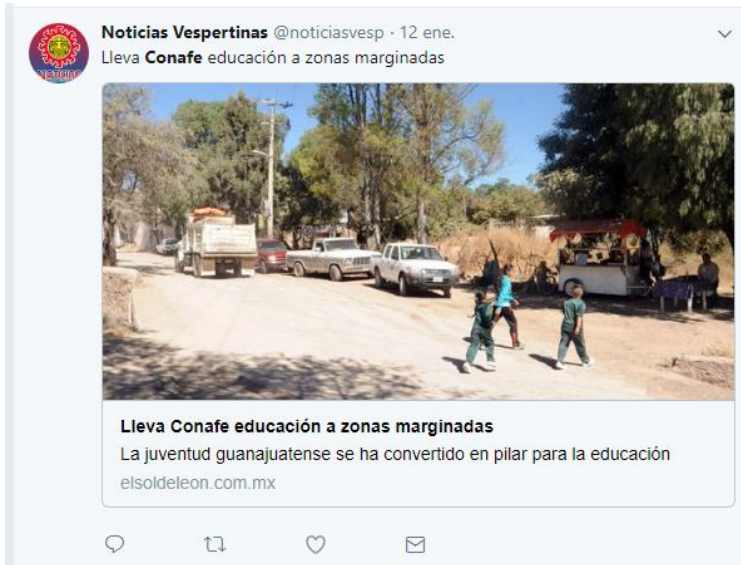 Noticias Vespertinas @noticiasvesp · 12 ene.
Lleva Conafe educación a zonas marginadas
NOTICIAS
Lleva Conafe educación a zonas marginadas
La juventud guanajuatense se ha convertido en pilar para la educación
elsoldeleon.com.mx